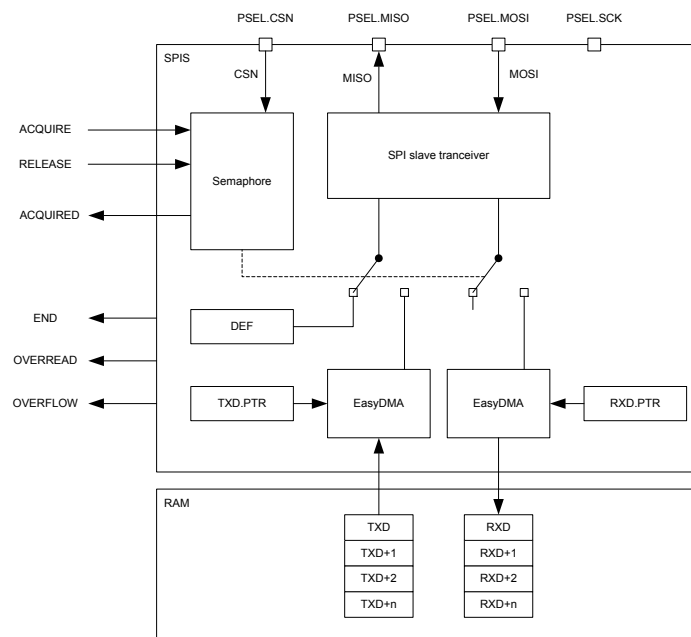 PSEL.CSN PSEL.MISO PSEL.MOSI PSEL.SCK
SPIS
CSN MISO MOSI
ACQUIRE
SPI slave tranceiver
RELEASE
Semaphore
ACQUIRED
END
DEF
OVERREAD
OVERFLOW
TXD.PTR EasyDMA EasyDMA RXD.PTR
RAM
TXD RXD
TXD+1 RXD+1
TXD+2 RXD+2
TXD+n RXD+n